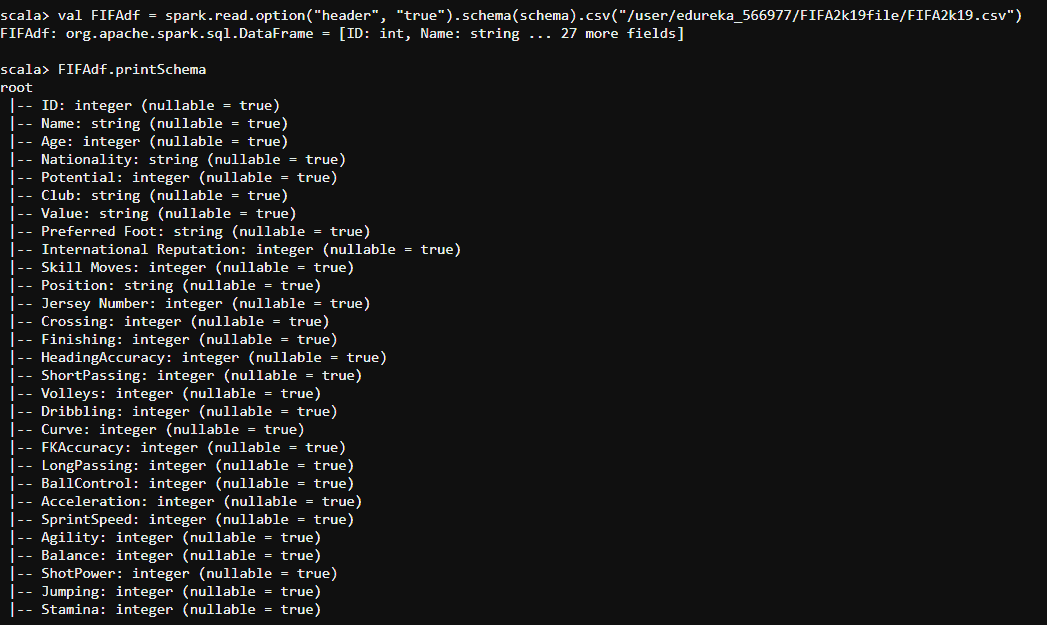 scala> val FIFAdf = spark.read.option("header", "true").schema(schema).csv("/user/edureka_566977/FIFA2k19file/FIFA2k19.csv")
FIFAdf: org.apache.spark.sql.DataFrame = [ID: int, Name: string ... 27 more fields]
scala> FIFAdf.printSchema
root
|-- ID: integer (nullable = true)
|-- Name: string (nullable = true)
|-- Age: integer (nullable = true)
|-- Nationality: string (nullable = true)
|-- Potential: integer (nullable = true)
|-- Club: string (nullable = true)
|-- Value: string (nullable = true)
|-- Preferred Foot: string (nullable = true)
|-- International Reputation: integer (nullable = true)
|-- Skill Moves: integer (nullable = true)
|-- Position: string (nullable = true)
|-- Jersey Number: integer (nullable = true)
|-- Crossing: integer (nullable = true)
|-- Finishing: integer (nullable = true)
|-- HeadingAccuracy: integer (nullable = true)
|-- ShortPassing: integer (nullable = true)
|-- Volleys: integer (nullable = true)
|-- Dribbling: integer (nullable = true)
|-- Curve: integer (nullable = true)
|-- FKAccuracy: integer (nullable = true)
|-- LongPassing: integer (nullable = true)
|-- BallControl: integer (nullable = true)
|-- Acceleration: integer (nullable = true)
|-- SprintSpeed: integer (nullable = true)
|-- Agility: integer (nullable = true)
|-- Balance: integer (nullable = true)
|-- ShotPower: integer (nullable = true)
|-- Jumping: integer (nullable = true)
|-- Stamina: integer (nullable = true)